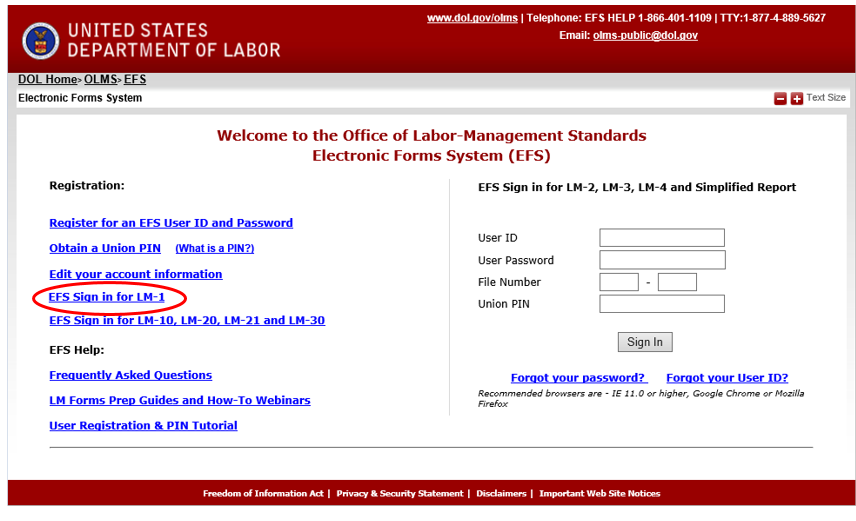 UNITED STATES
DEPARTMENT OF LABOR
www.dol.gov/olms | Telephone: EFS HELP 1-866-401-1109 | TTY:1-877-4-889-5627
Email: olms-public@dol.gov
DOL Home> OLMS> EFS
Electronic Forms System
Text Size
Welcome to the Office of Labor-Management Standards
Electronic Forms System (EFS)
Registration:
Register for an EFS User ID and Password
Obtain a Union PIN (What is a PIN?)
Edit your account information
EFS Sign in for LM-1
EFS Sign in for LM-10, LM-20, LM-21 and LM-30
EFS Help:
Frequently Asked Questions
LM Forms Prep Guides and How-To Webinars
User Registration & PIN Tutorial
EFS Sign in for LM-2, LM-3, LM-4 and Simplified Report
User ID
User Password
File Number -
Union PIN
Sign In
Forgot your password? Forgot your User ID?
Recommended browsers are - IE 11.0 or higher, Google Chrome or Mozilla
Firefox
Freedom of Information Act | Privacy & Security Statement | Disclaimers | Important Web Site Notices